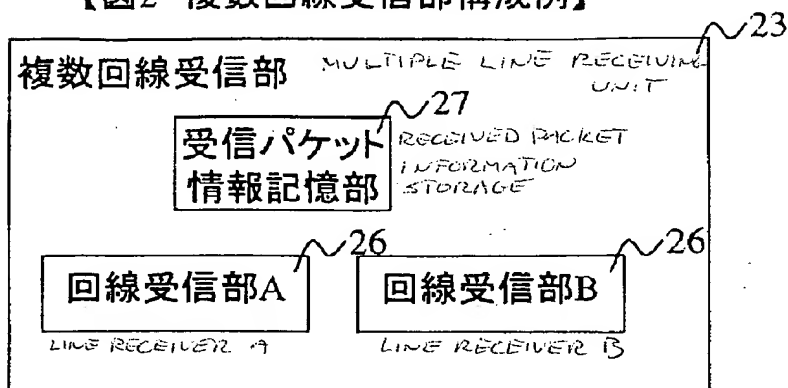 【図2 複数回線受信部構成例】
23
複数回線受信部 MULTIPLE LINE RECEIVING
UNIT
27
受信パケット RECEIVED PACKET
情報記憶部 INFORMATION
STORAGE
26 26
回線受信部A 回線受信部B
LINE RECEIVER A LINE RECEIVER B